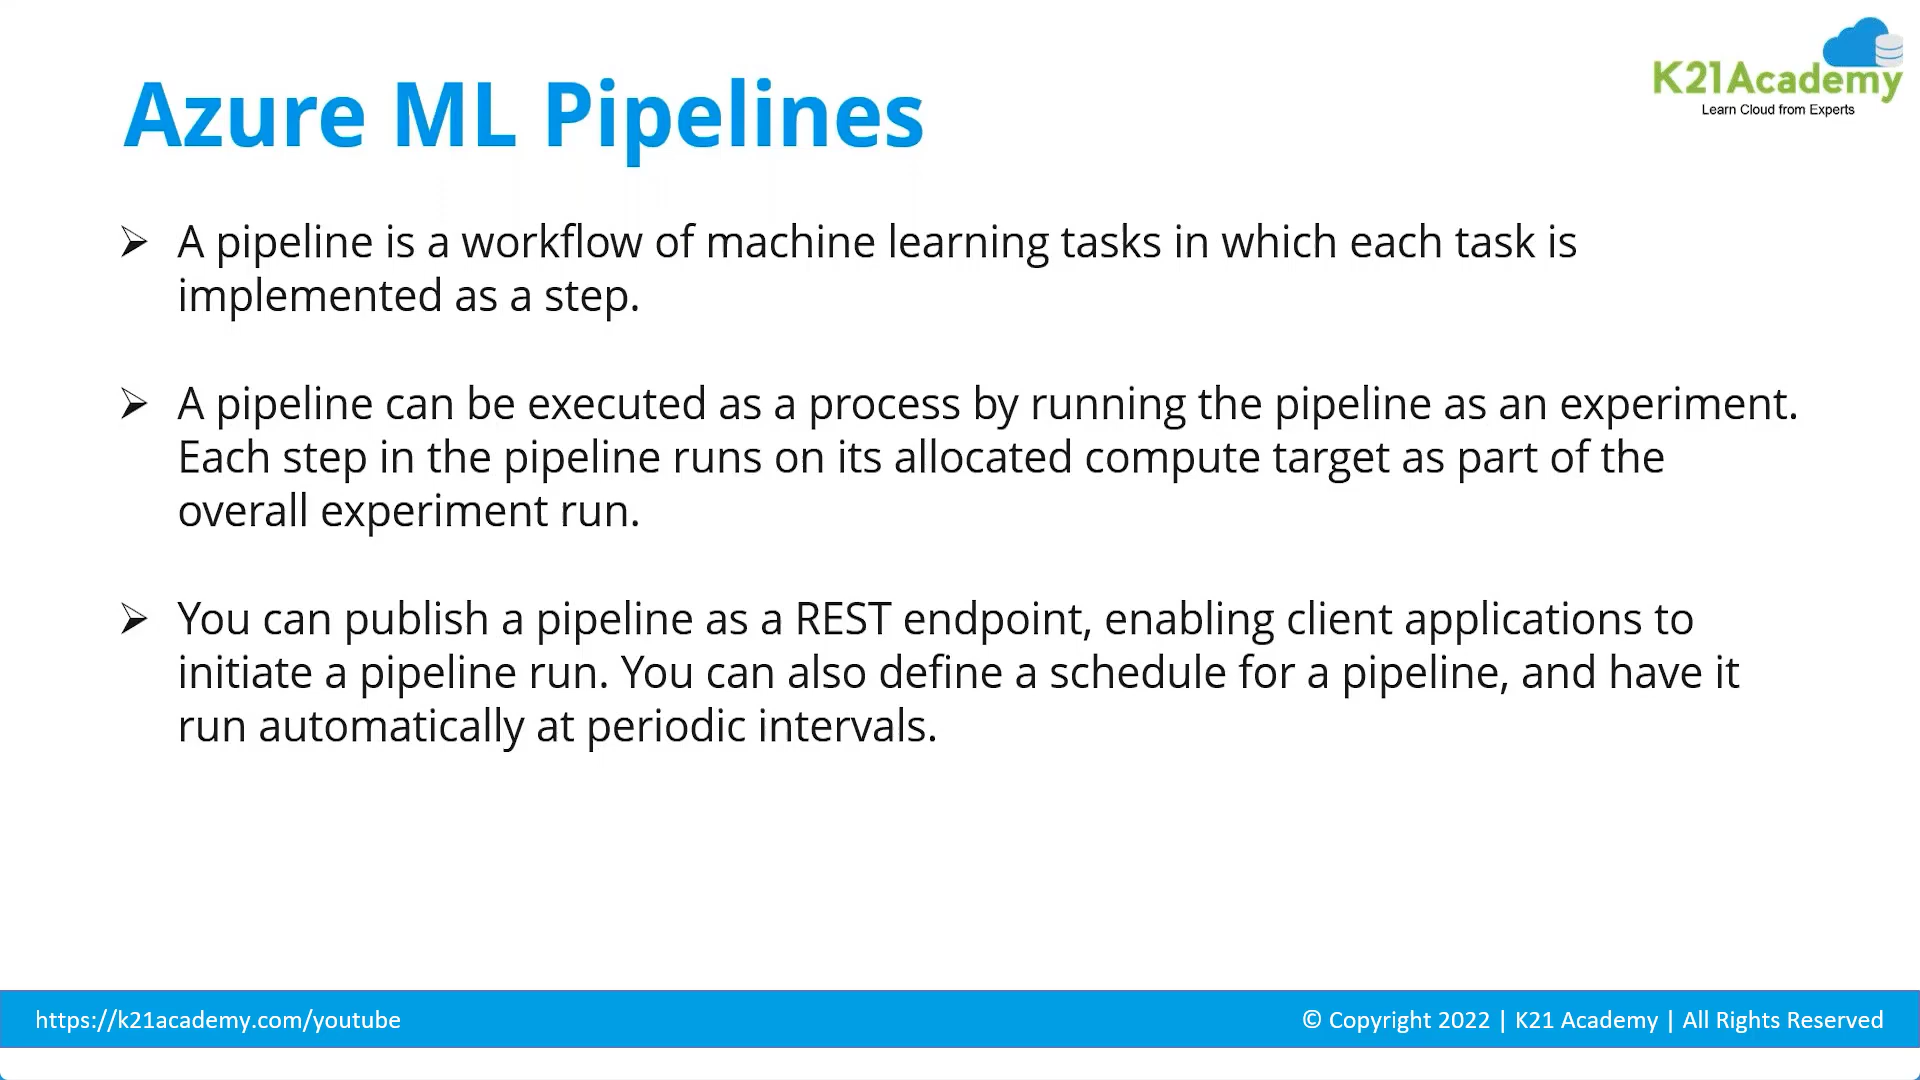 K21Academy
Learn Cloud from Experts
Azure ML Pipelines
➢ A pipeline is a workflow of machine learning tasks in which each task is
implemented as a step.
➢ A pipeline can be executed as a process by running the pipeline as an experiment.
Each step in the pipeline runs on its allocated compute target as part of the
overall experiment run.
➢ You can publish a pipeline as a REST endpoint, enabling client applications to
initiate a pipeline run. You can also define a schedule for a pipeline, and have it
run automatically at periodic intervals.
https://k21academy.com/youtube
© Copyright 2022 | K21 Academy | All Rights Reserved